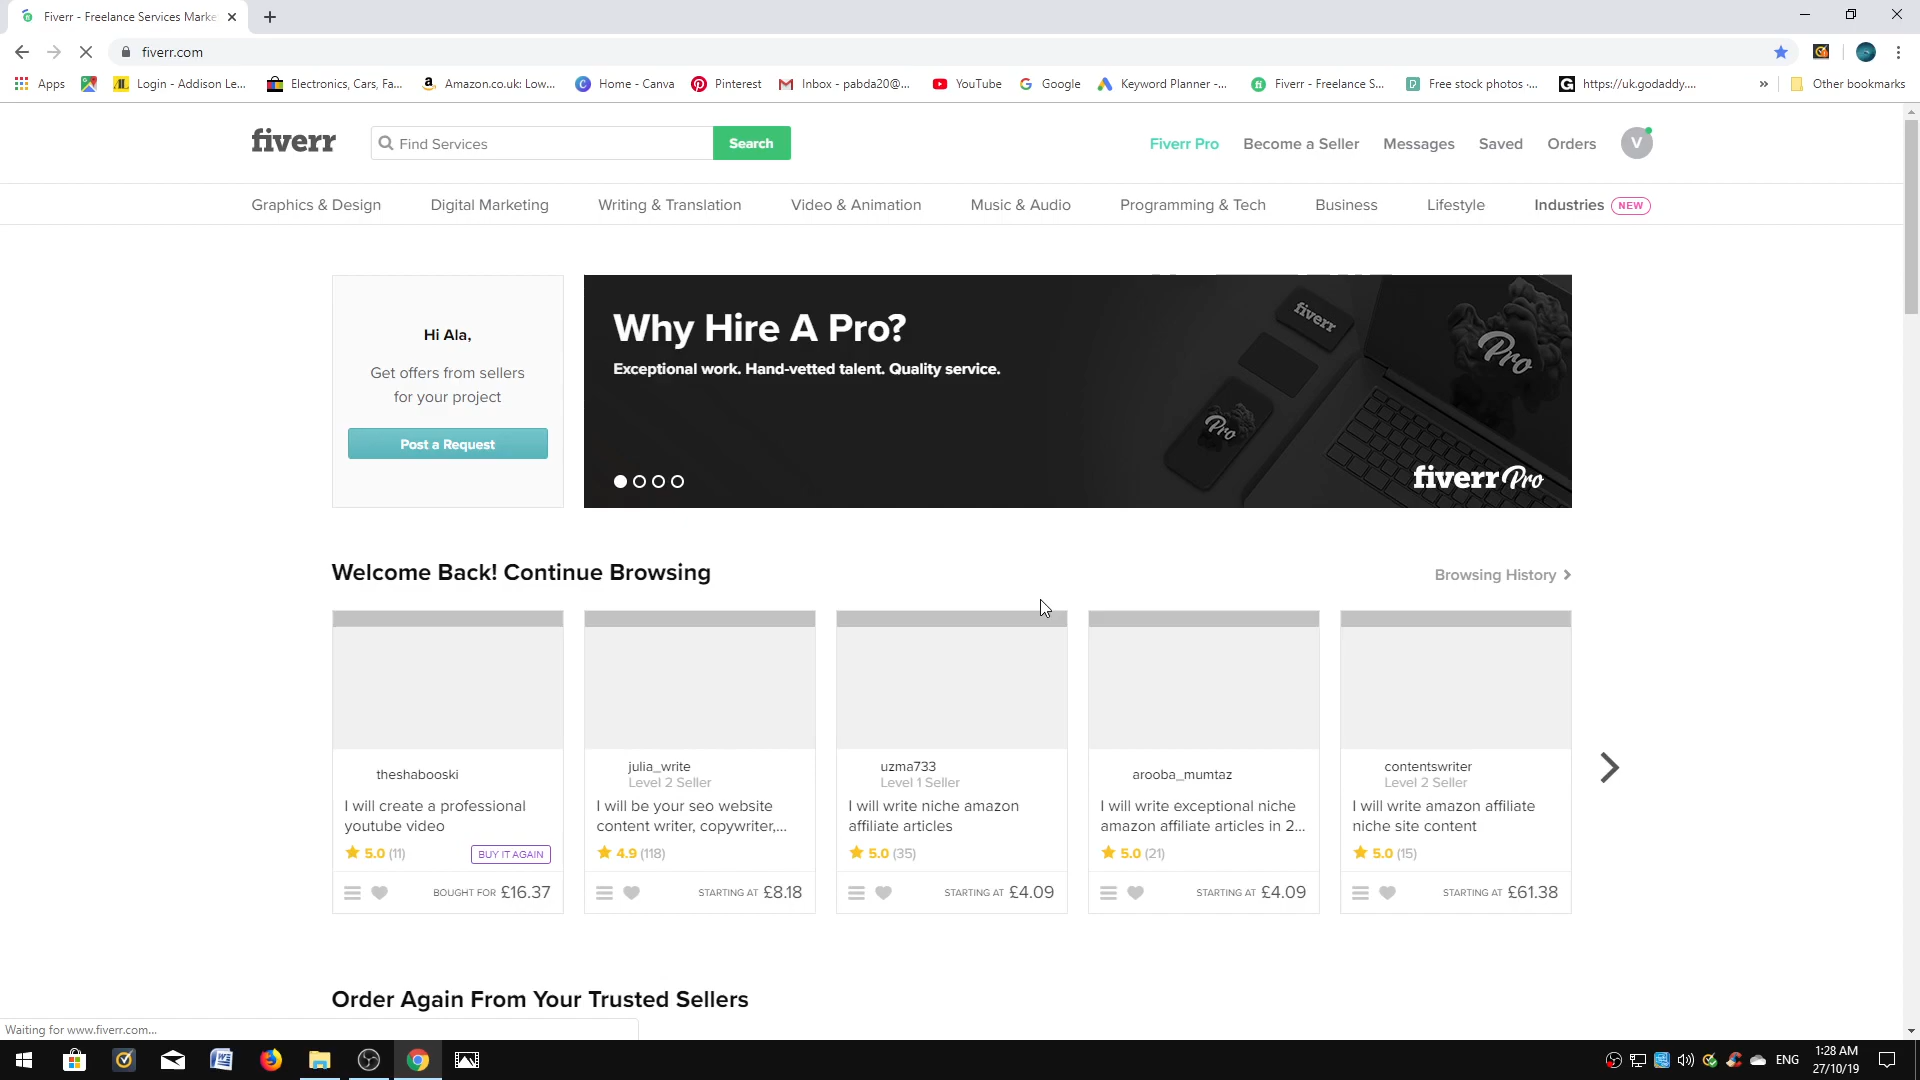 Fiverr - Freelance Services Marke
fiverr.com
Apps
Login - Addison Le...
Electronics, Cars, Fa...
Amazon.co.uk: Low...
Home - Canva
Pinterest
Inbox - pabda20@...
YouTube
Google
Keyword Planner -...
Fiverr - Freelance S...
Free stock photos ·...
https://uk.godaddy....
»
Other bookmarks
fiverr
Find Services
Search
Fiverr Pro
Become a Seller
Messages
Saved
Orders
V
Graphics & Design
Digital Marketing
Writing & Translation
Video & Animation
Music & Audio
Programming & Tech
Business
Lifestyle
Industries NEW
Hi Ala,
Get offers from sellers
for your project
Post a Request
Why Hire A Pro?
Exceptional work. Hand-vetted talent. Quality service.
fiverr
Pro
Pro
fiverr Pro
Welcome Back! Continue Browsing
Browsing History
theshabooski
I will create a professional
youtube video
5.0 (11)
BUY IT AGAIN
BOUGHT FOR £16.37
julia_write
Level 2 Seller
I will be your seo website
content writer, copywriter,...
4.9 (118)
STARTING AT £8.18
uzma733
Level 1 Seller
I will write niche amazon
affiliate articles
5.0 (35)
STARTING AT £4.09
arooba_mumtaz
I will write exceptional niche
amazon affiliate articles in 2...
5.0 (21)
STARTING AT £4.09
contentswriter
Level 2 Seller
I will write amazon affiliate
niche site content
5.0 (15)
STARTING AT £61.38
Order Again From Your Trusted Sellers
Waiting for www.fiverr.com...
ENG
1:28 AM
27/10/19